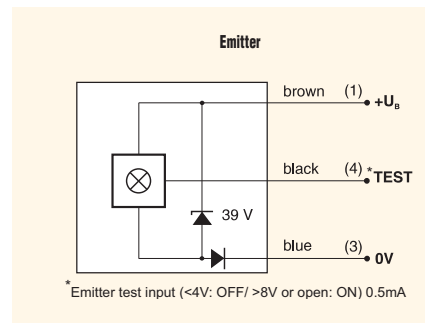 Emitter
brown (1) +U_B
black (4) *TEST
39 V
blue (3) 0V
*Emitter test input (<4V: OFF/ >8V or open: ON) 0.5mA